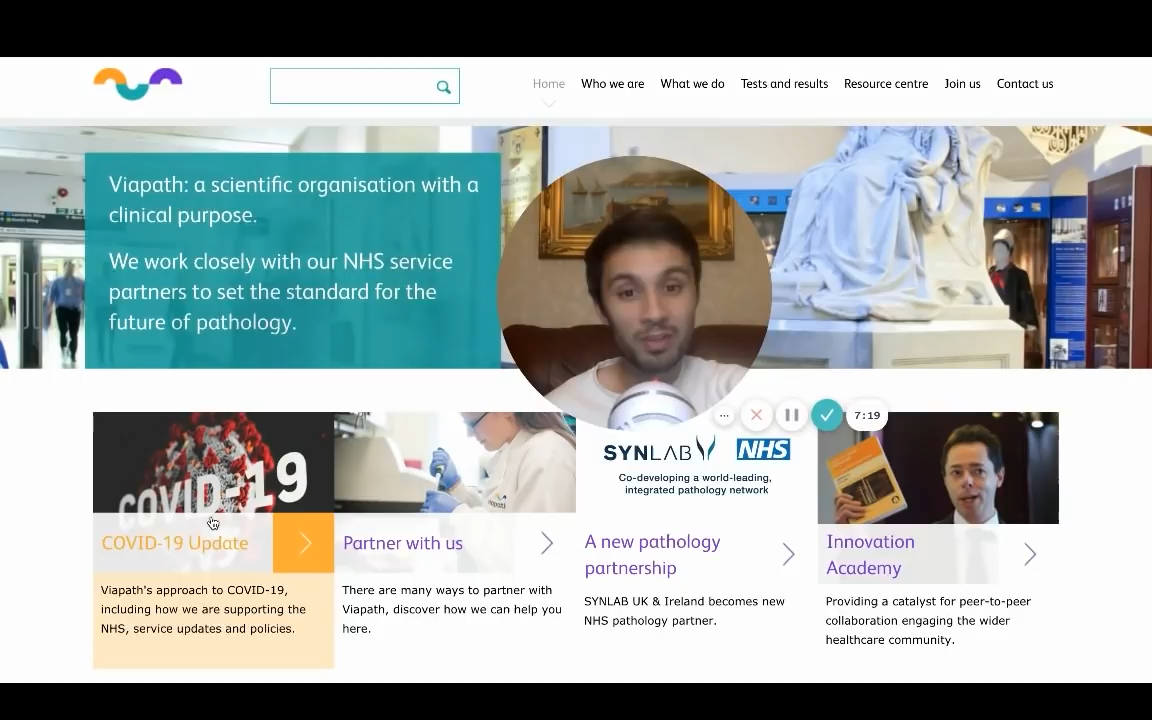 Home
Who we are
What we do
Tests and results
Resource centre
Join us
Contact us
Viapath: a scientific organisation with a
clinical purpose.
We work closely with our NHS service
partners to set the standard for the
future of pathology.
...
7:19
COVID-19
COVID-19 Update
Viapath's approach to COVID-19,
including how we are supporting the
NHS, service updates and policies.
Partner with us
There are many ways to partner with
Viapath, discover how we can help you
here.
SYNLAB
NHS
Co-developing a world-leading,
integrated pathology network
A new pathology
partnership
SYNLAB UK & Ireland becomes new
NHS pathology partner.
Innovation
Academy
Providing a catalyst for peer-to-peer
collaboration engaging the wider
healthcare community.